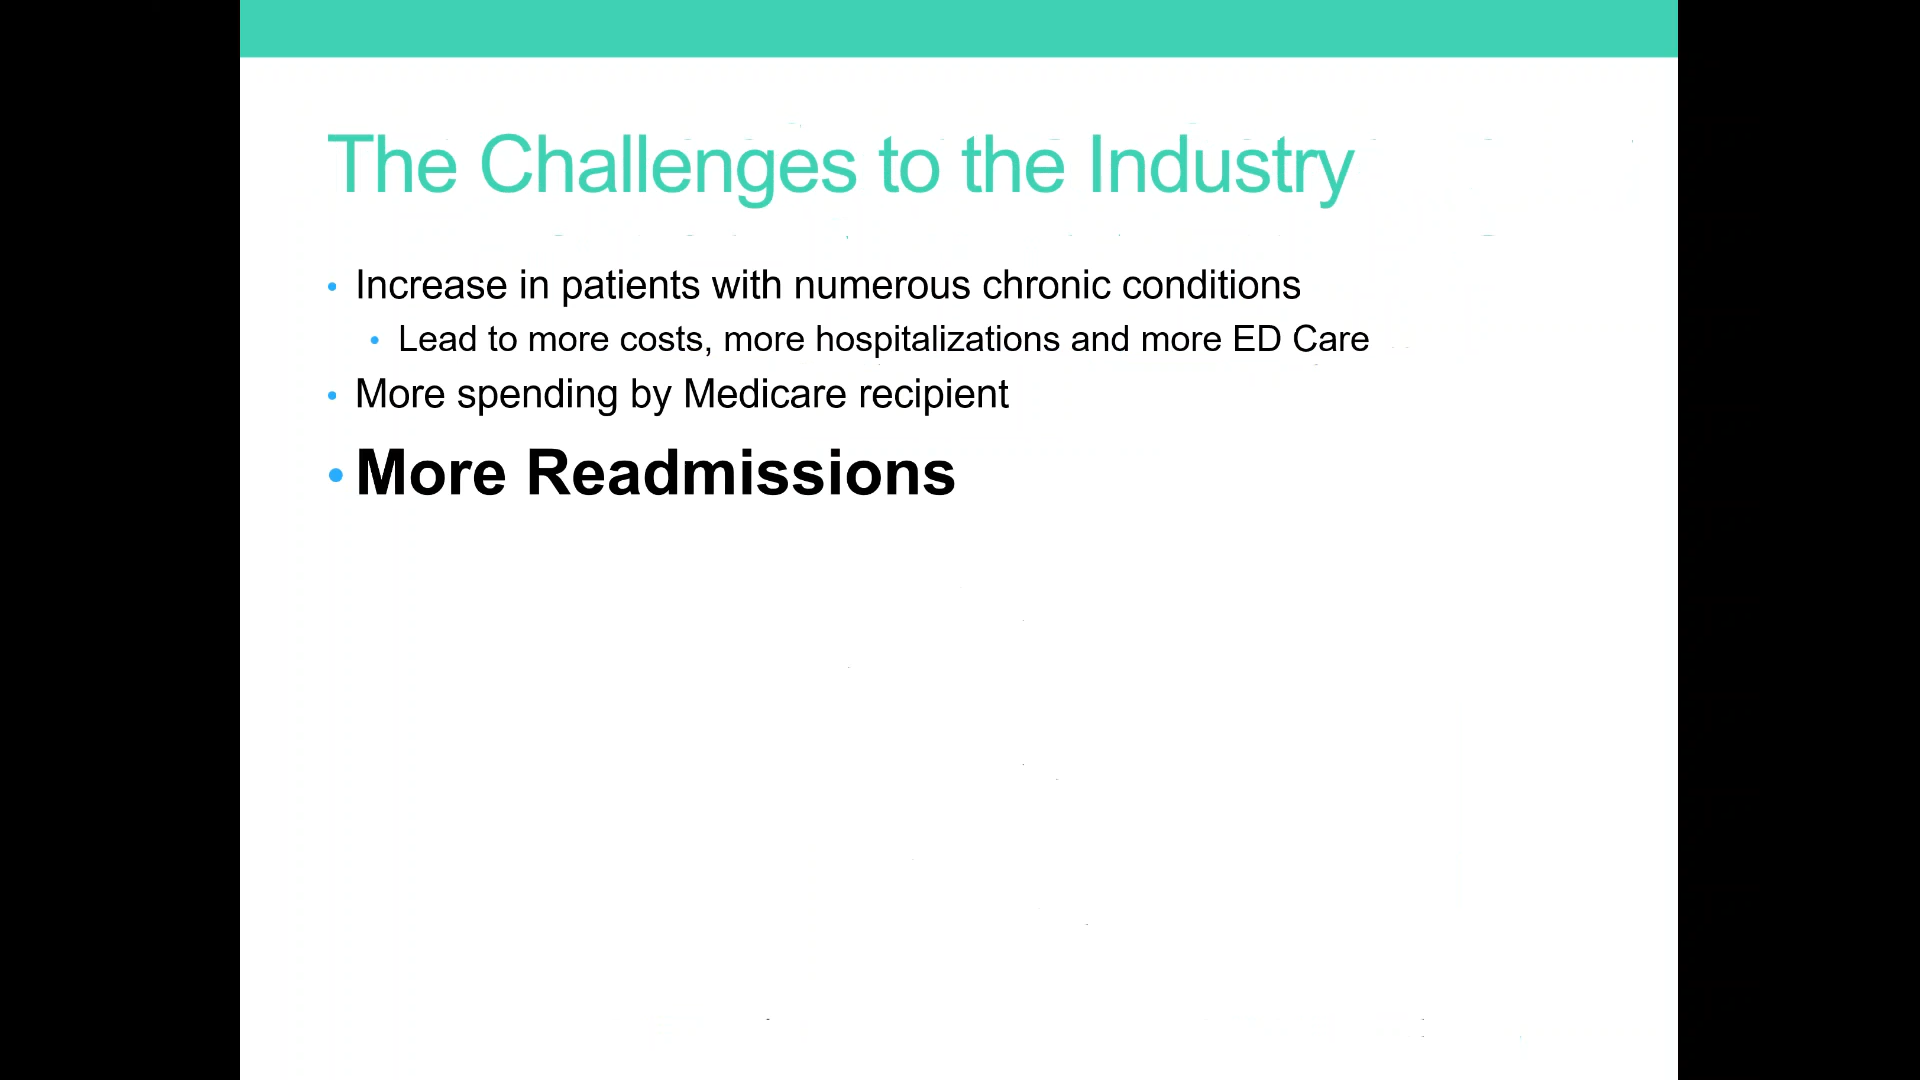 The Challenges to the Industry
• Increase in patients with numerous chronic conditions
• Lead to more costs, more hospitalizations and more ED Care
• More spending by Medicare recipient
• More Readmissions